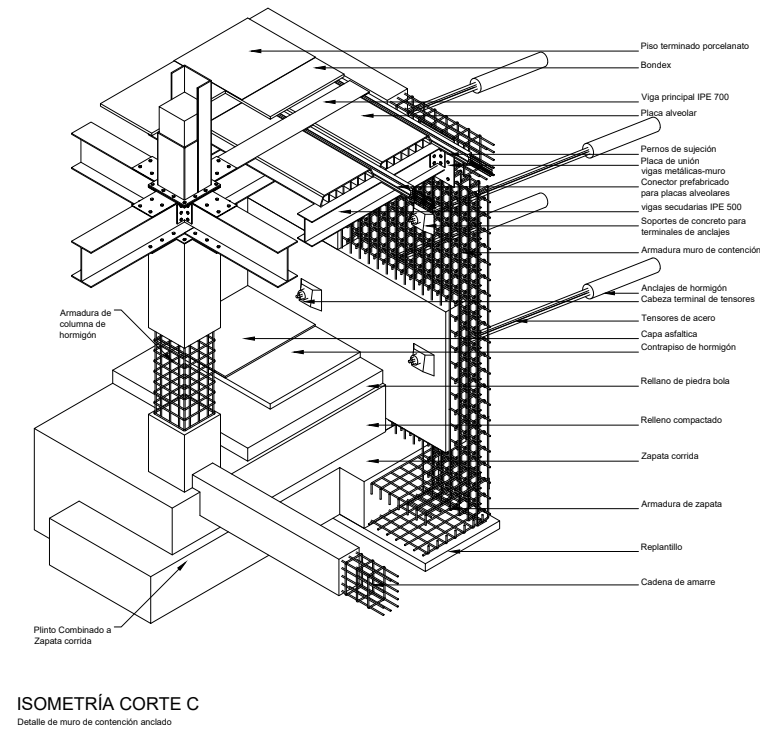 Piso terminado porcelanato
Bondex
Viga principal IPE 700
Placa alveolar
Pernos de sujeción
Placa de unión
vigas metálicas-muro
Conector prefabricado
para placas alveolares
vigas secudarias IPE 500
Soportes de concreto para
terminales de anclajes
Armadura muro de contención
Anclajes de hormigón
Cabeza terminal de tensores
Tensores de acero
Capa asfaltica
Contrapiso de hormigón
Rellano de piedra bola
Relleno compactado
Zapata corrida
Armadura de zapata
Replantillo
Cadena de amarre
Armadura de
columna de
hormigón
Plinto Combinado a
Zapata corrida
ISOMETRÍA CORTE C
Detalle de muro de contención anclado